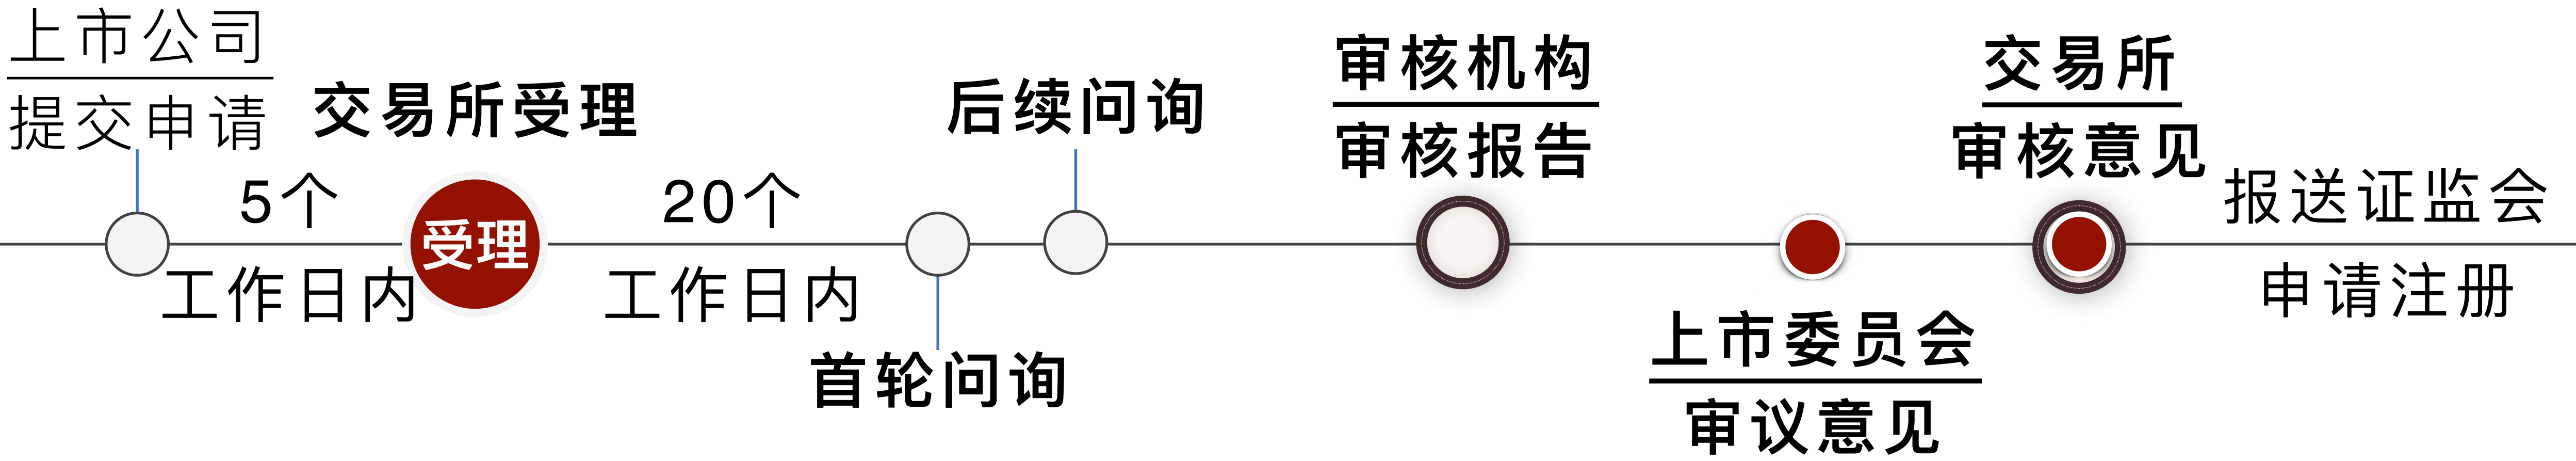 上市公司
提交申请
5个
工作日内
交易所受理
受理
20个
工作日内
首轮问询
后续问询
审核机构
审核报告
上市委员会
审议意见
交易所
审核意见
报送证监会
申请注册